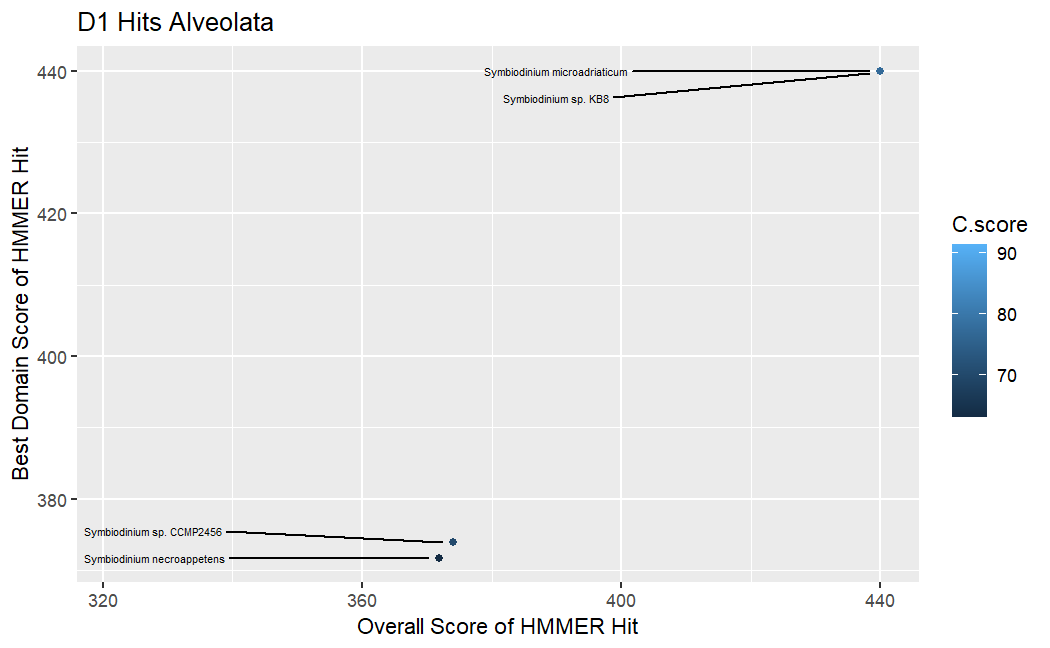 D1 Hits Alveolata
Best Domain Score of HMMER Hit
440
420
400
380
Symbiodinium microadriaticum
Symbiodinium sp. KB8
Symbiodinium sp. CCMP2456
Symbiodinium necroappetens
320
360
400
440
Overall Score of HMMER Hit
C.score
90
80
70